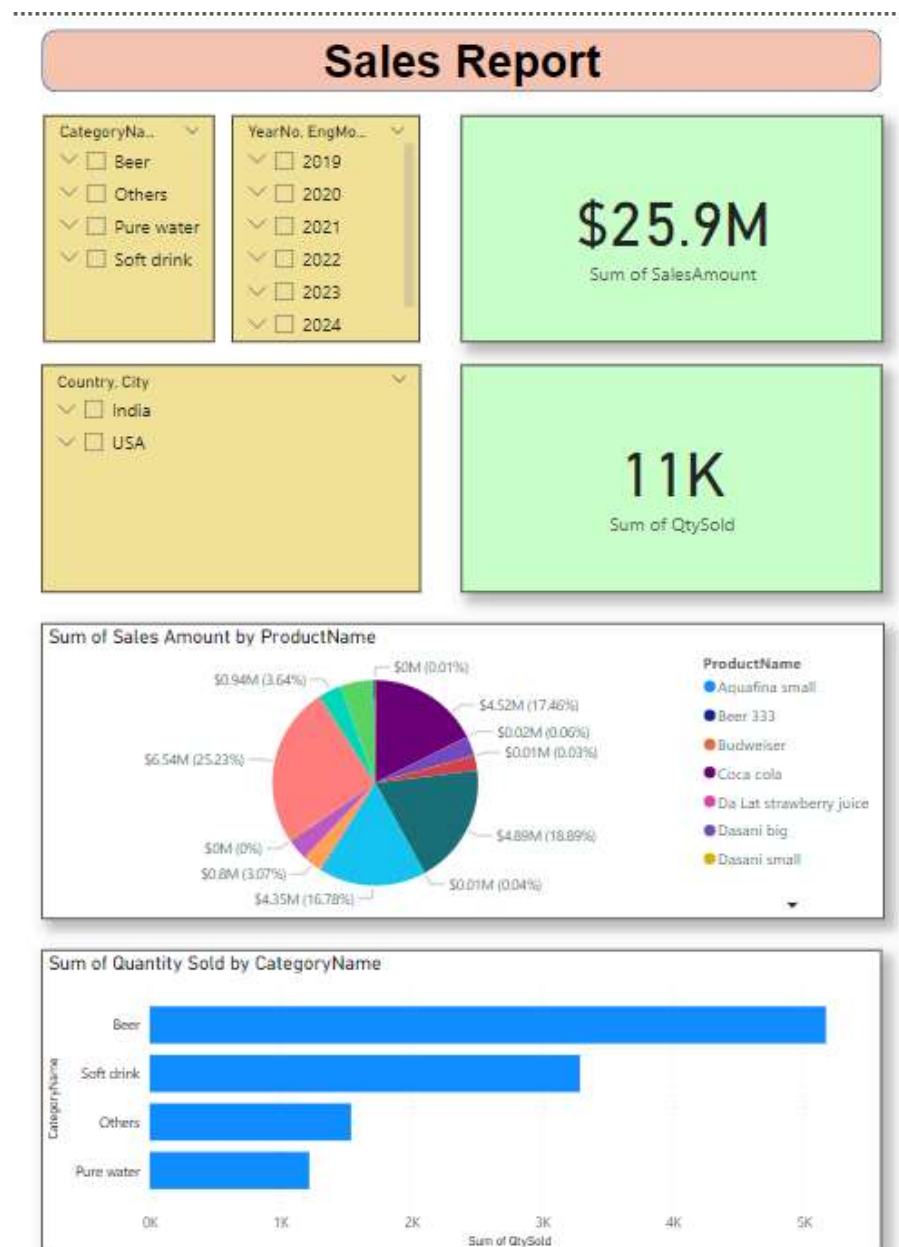 Sales Report
CategoryNa...
Beer
Others
Pure water
Soft drink
YearNo, EngMo...
2019
2020
2021
2022
2023
2024
$25.9M
Sum of SalesAmount
Country, City
India
USA
11K
Sum of QtySold
Sum of Sales Amount by ProductName
$0M (0.01%)
$4.52M (17.46%)
$0.02M (0.06%)
$0.01M (0.03%)
$4.89M (18.89%)
$0.01M (0.04%)
$4.35M (16.78%)
$0.8M (3.07%)
$0M (0%)
$6.54M (25.23%)
$0.94M (3.64%)
ProductName
Aquafina small
Beer 333
Budweiser
Coca cola
Da Lat strawberry juice
Dasani big
Dasani small
Sum of Quantity Sold by CategoryName
CategoryName
Beer
Soft drink
Others
Pure water
0K 1K 2K 3K 4K 5K
Sum of QtySold